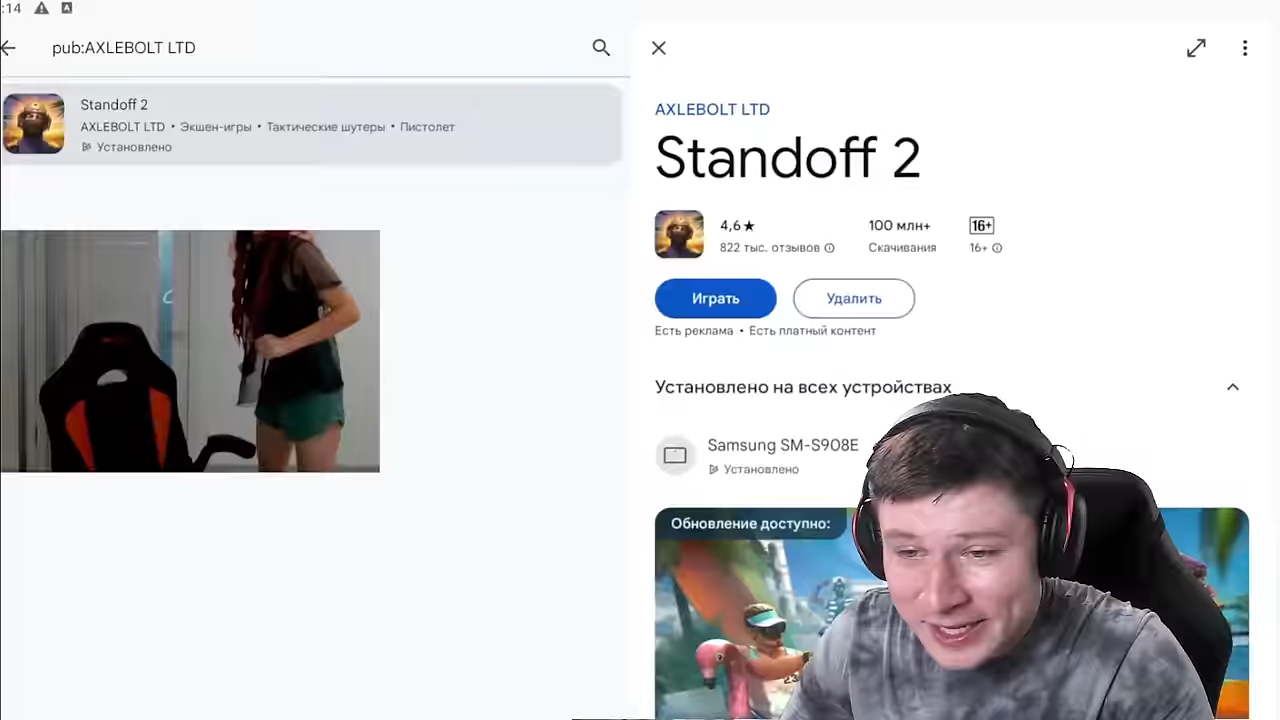 :14
pub:AXLEBOLT LTD
Standoff 2
AXLEBOLT LTD • Экшен-игры • Тактические шутеры • Пистолет
Установлено
AXLEBOLT LTD
Standoff 2
4,6★
822 тыс. отзывов
100 млн+
Скачивания
16+
16+
Играть
Удалить
Есть реклама • Есть платный контент
Установлено на всех устройствах
Samsung SM-S908E
Установлено
Обновление доступно:
23